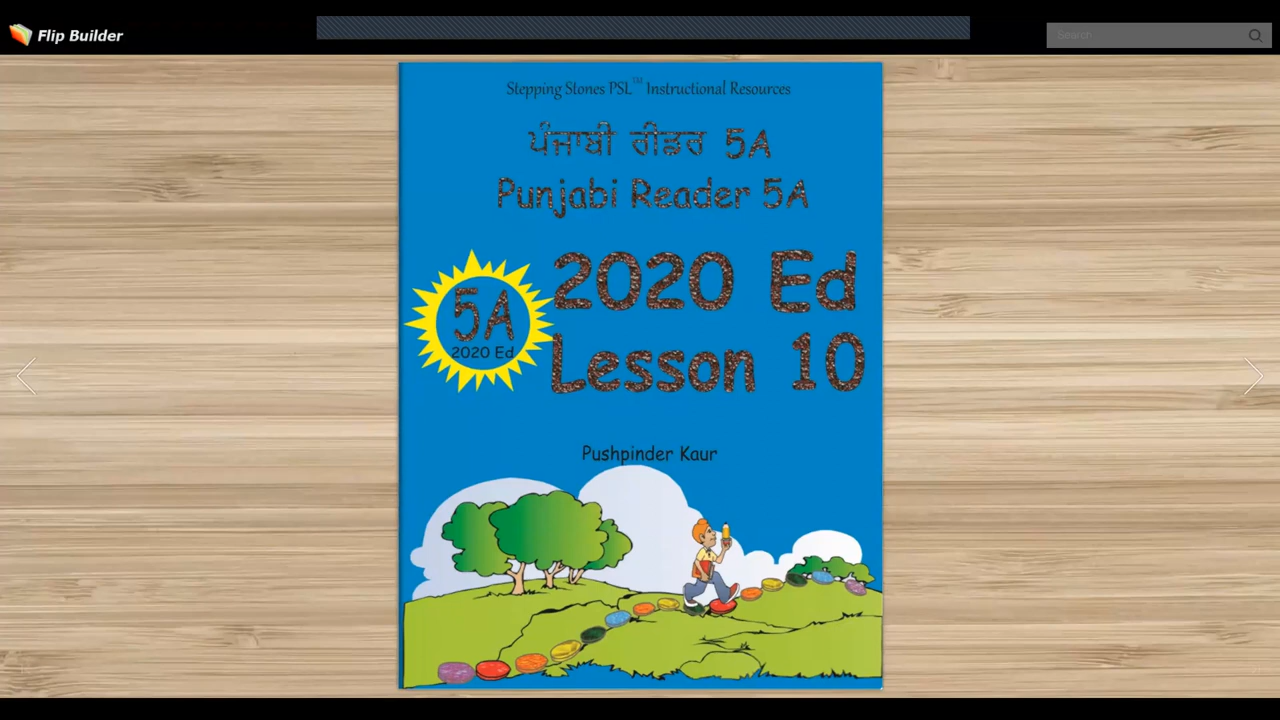 Flip Builder
Search
Stepping Stones PSL™ Instructional Resources
ਪੰਜਾਬੀ ਰੀਡਰ 5A
Punjabi Reader 5A
2020 Ed
Lesson 10
5A
2020 Ed
Pushpinder Kaur